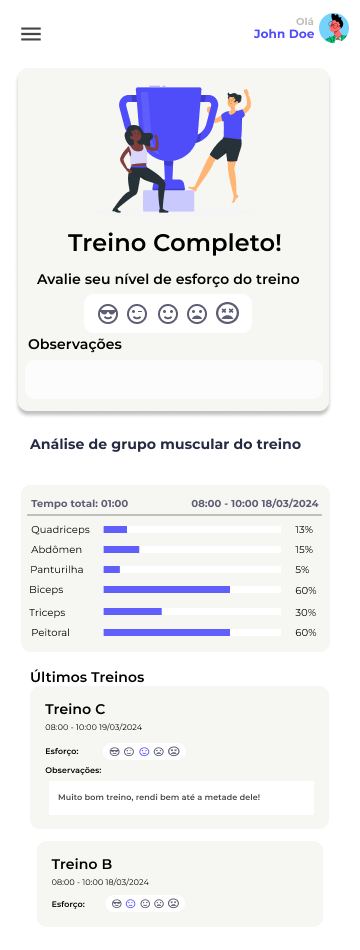 Olá
John Doe
Treino Completo!
Avalie seu nível de esforço do treino
Observações
Análise de grupo muscular do treino
Tempo total: 01:00 08:00 - 10:00 18/03/2024
Quadriceps 13%
Abdômen 15%
Panturilha 5%
Biceps 60%
Triceps 30%
Peitoral 60%
Últimos Treinos
Treino C
08:00 - 10:00 19/03/2024
Esforço:
Observações:
Muito bom treino, rendi bem até a metade dele!
Treino B
08:00 - 10:00 18/03/2024
Esforço: